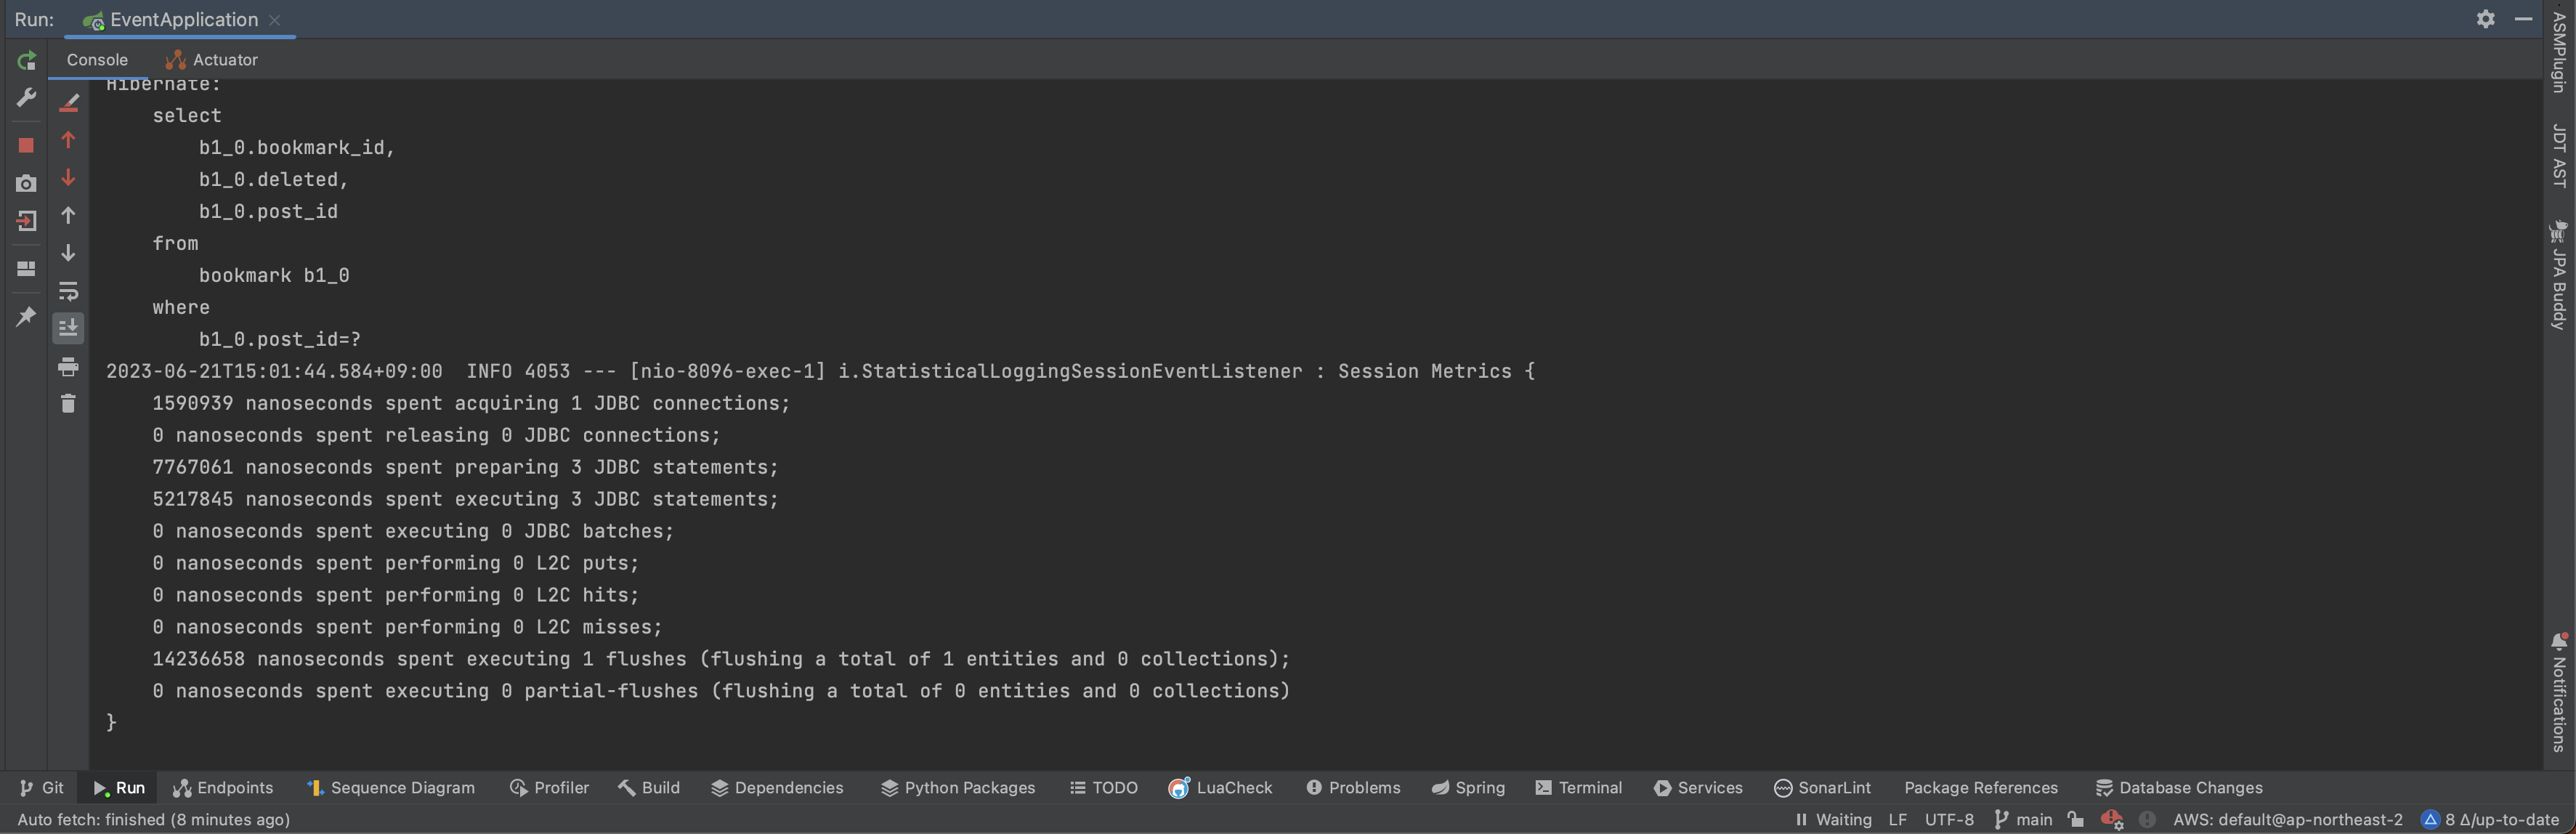 Run: EventApplication
Console Actuator
Hibernate:
select
b1_0.bookmark_id,
b1_0.deleted,
b1_0.post_id
from
bookmark b1_0
where
b1_0.post_id=?
2023-06-21T15:01:44.584+09:00  INFO 4053 --- [nio-8096-exec-1] i.StatisticalLoggingSessionEventListener : Session Metrics {
1590939 nanoseconds spent acquiring 1 JDBC connections;
0 nanoseconds spent releasing 0 JDBC connections;
7767061 nanoseconds spent preparing 3 JDBC statements;
5217845 nanoseconds spent executing 3 JDBC statements;
0 nanoseconds spent executing 0 JDBC batches;
0 nanoseconds spent performing 0 L2C puts;
0 nanoseconds spent performing 0 L2C hits;
0 nanoseconds spent performing 0 L2C misses;
14236658 nanoseconds spent executing 1 flushes (flushing a total of 1 entities and 0 collections);
0 nanoseconds spent executing 0 partial-flushes (flushing a total of 0 entities and 0 collections)
}
ASMPlugin
JDT AST
JPA Buddy
Notifications
Git Run Endpoints Sequence Diagram Profiler Build Dependencies Python Packages TODO LuaCheck Problems Spring Terminal Services SonarLint Package References Database Changes
Auto fetch: finished (8 minutes ago) Waiting LF UTF-8 main AWS: default@ap-northeast-2 8 Δ/up-to-date